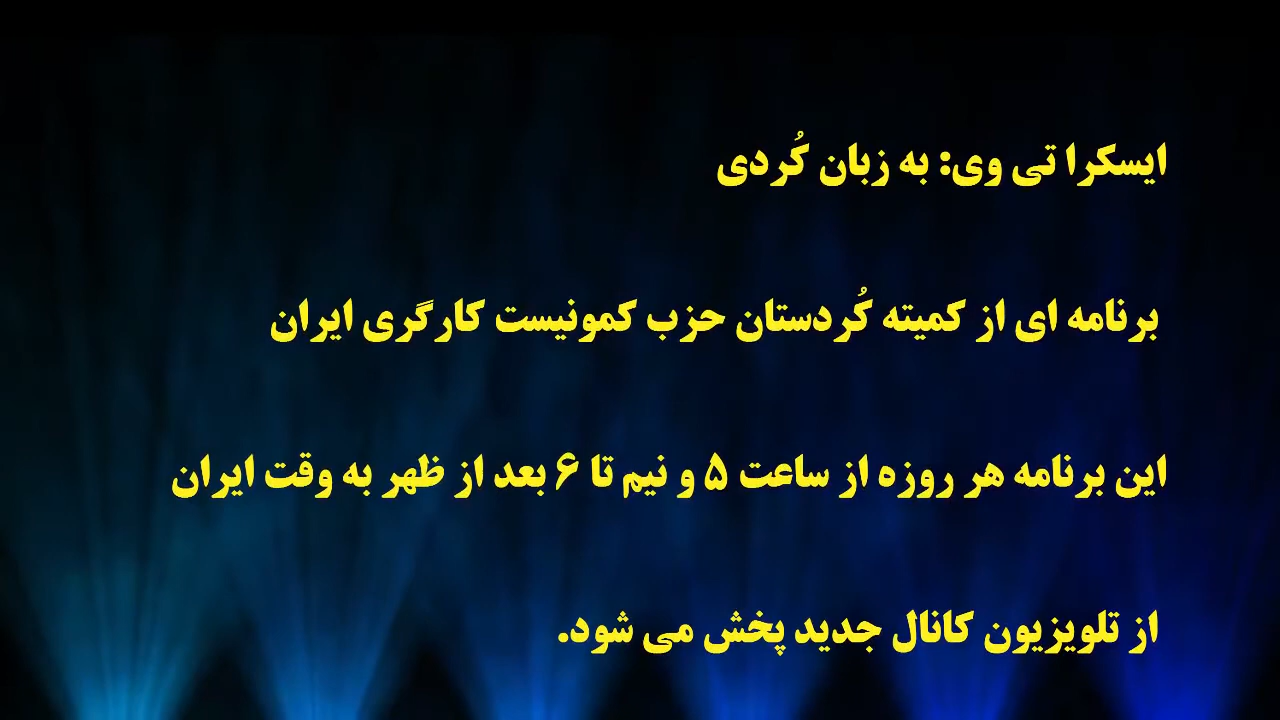 ایسکرا تی وی: به زبان کُردی
برنامه ای از کمیته کُردستان حزب کمونیست کارگری ایران
این برنامه هر روزه از ساعت ۵ و نیم تا ۶ بعد از ظهر به وقت ایران
از تلویزیون کانال جدید پخش می شود.